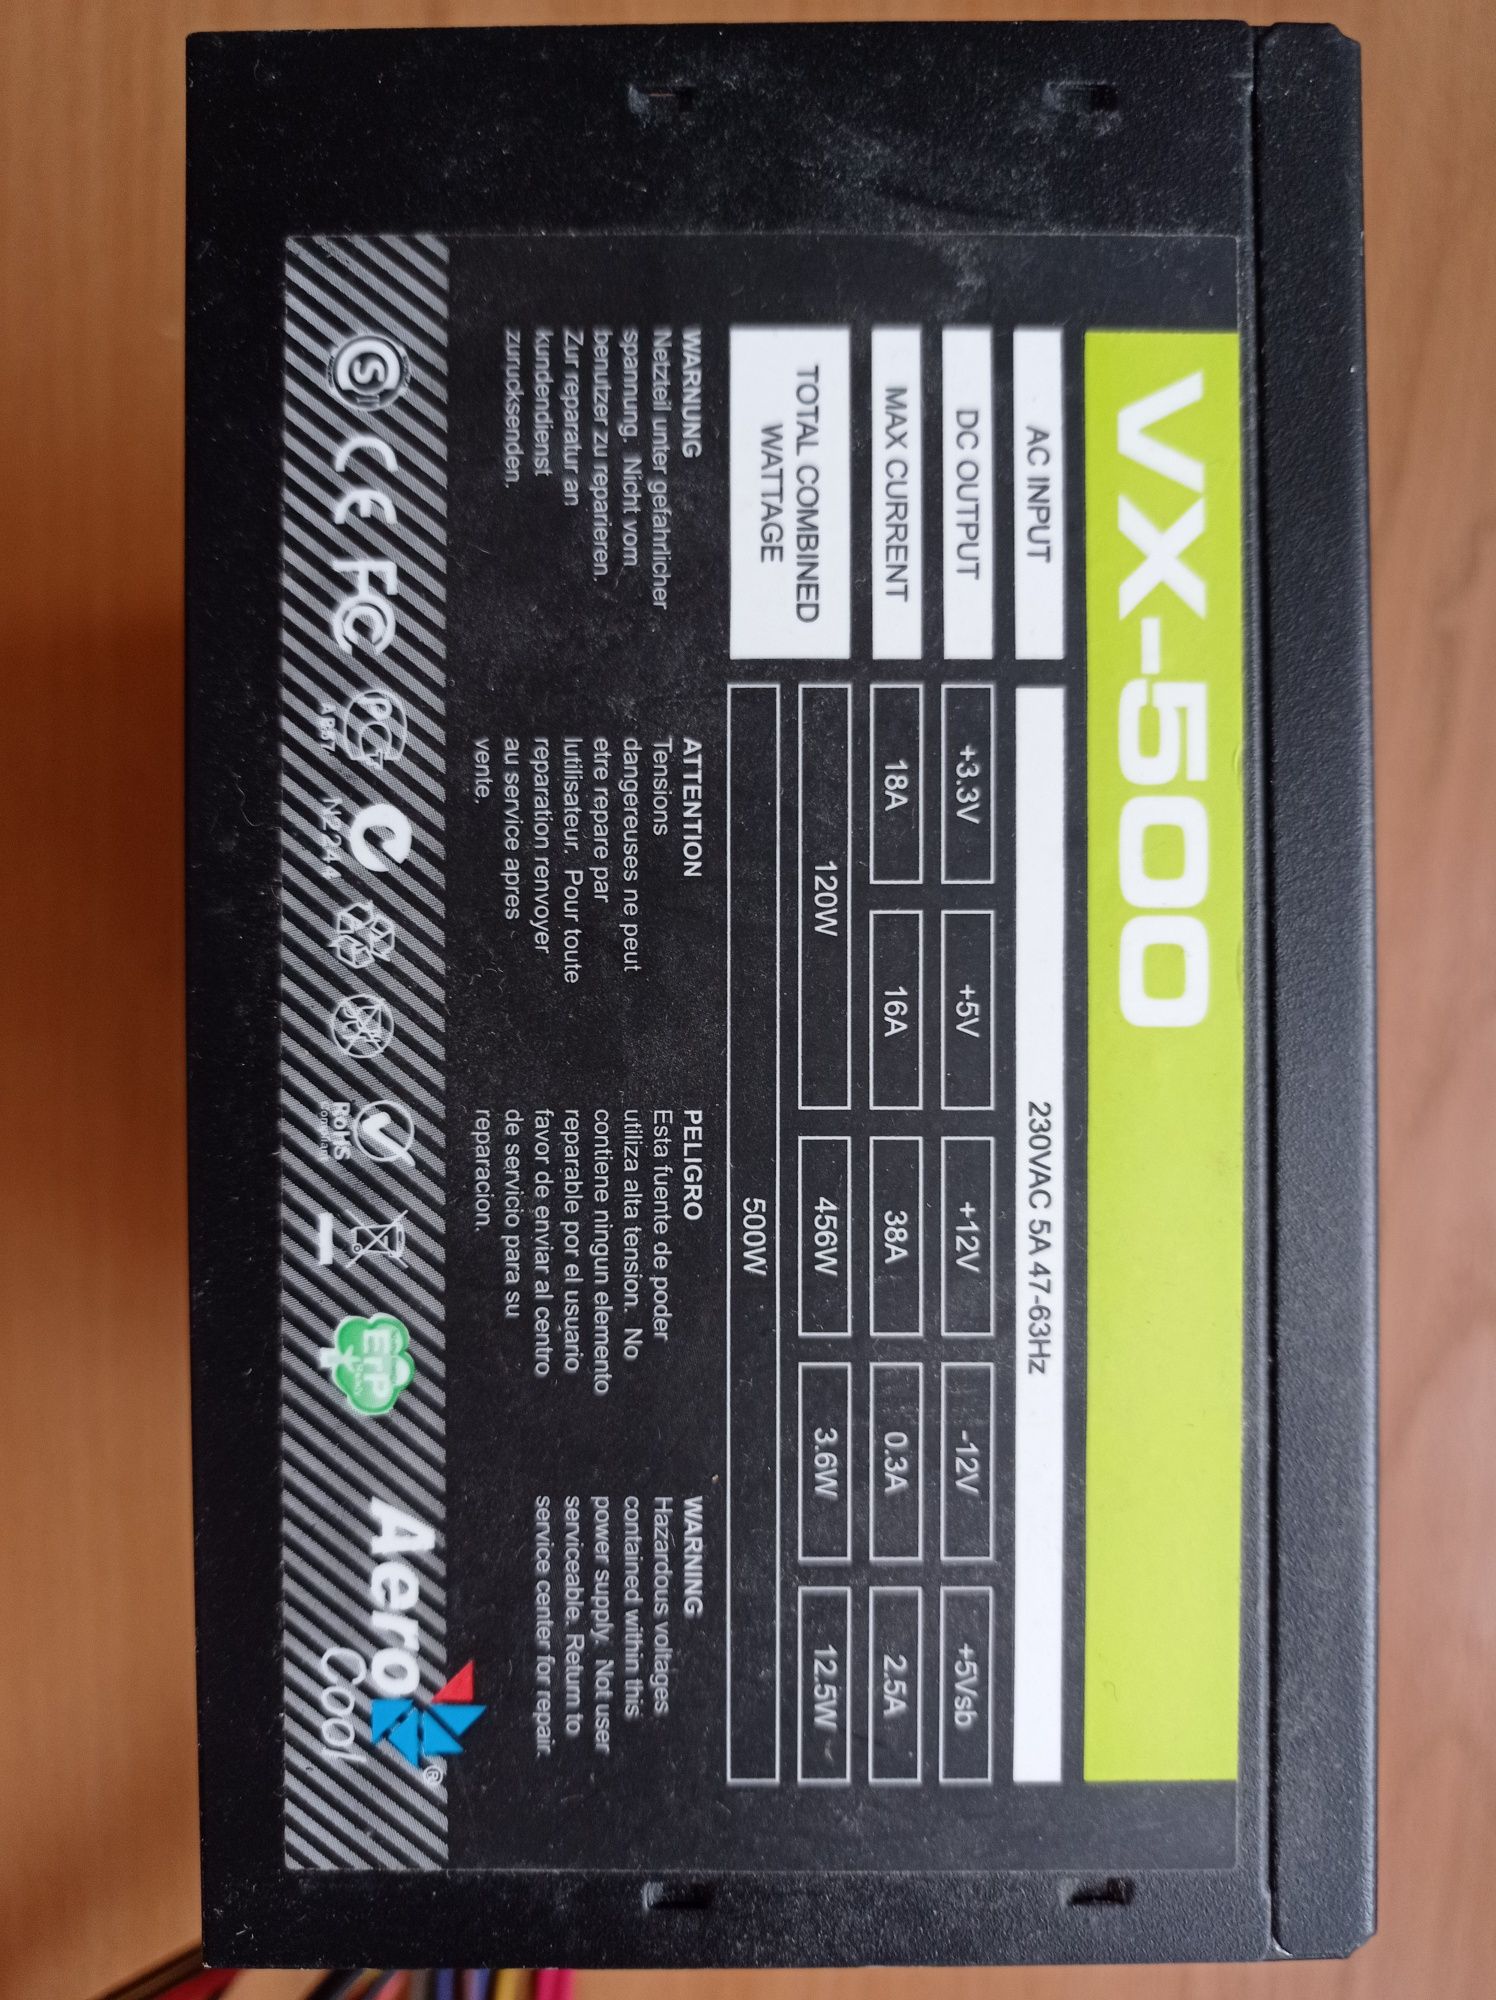 VX-500
AC INPUT 230VAC 5A 47-63Hz
DC OUTPUT +3.3V +5V +12V -12V +5Vsb
MAX CURRENT 18A 16A 38A 0.3A 2.5A
TOTAL COMBINED
WATTAGE
120W 456W 3.6W 12.5W
500W
WARNUNG
Netzteil unter gefahrlicher
spannung. Nicht vom
benutzer zu reparieren.
Zur reparatur an
kundendienst
zurucksenden.
ATTENTION
Tensions
dangereuses ne peut
etre repare par
lutilisateur. Pour toute
reparation renvoyer
au service apres
vente.
PELIGRO
Esta fuente de poder
utiliza alta tension. No
contiene ningun elemento
reparable por el usuario
favor de enviar al centro
de servicio para su
reparacion.
WARNING
Hazardous voltages
contained within this
power supply. Not user
serviceable. Return to
service center for repair.
CE FC PCT
N244
RoHS
ErP
Aero
Cool ®